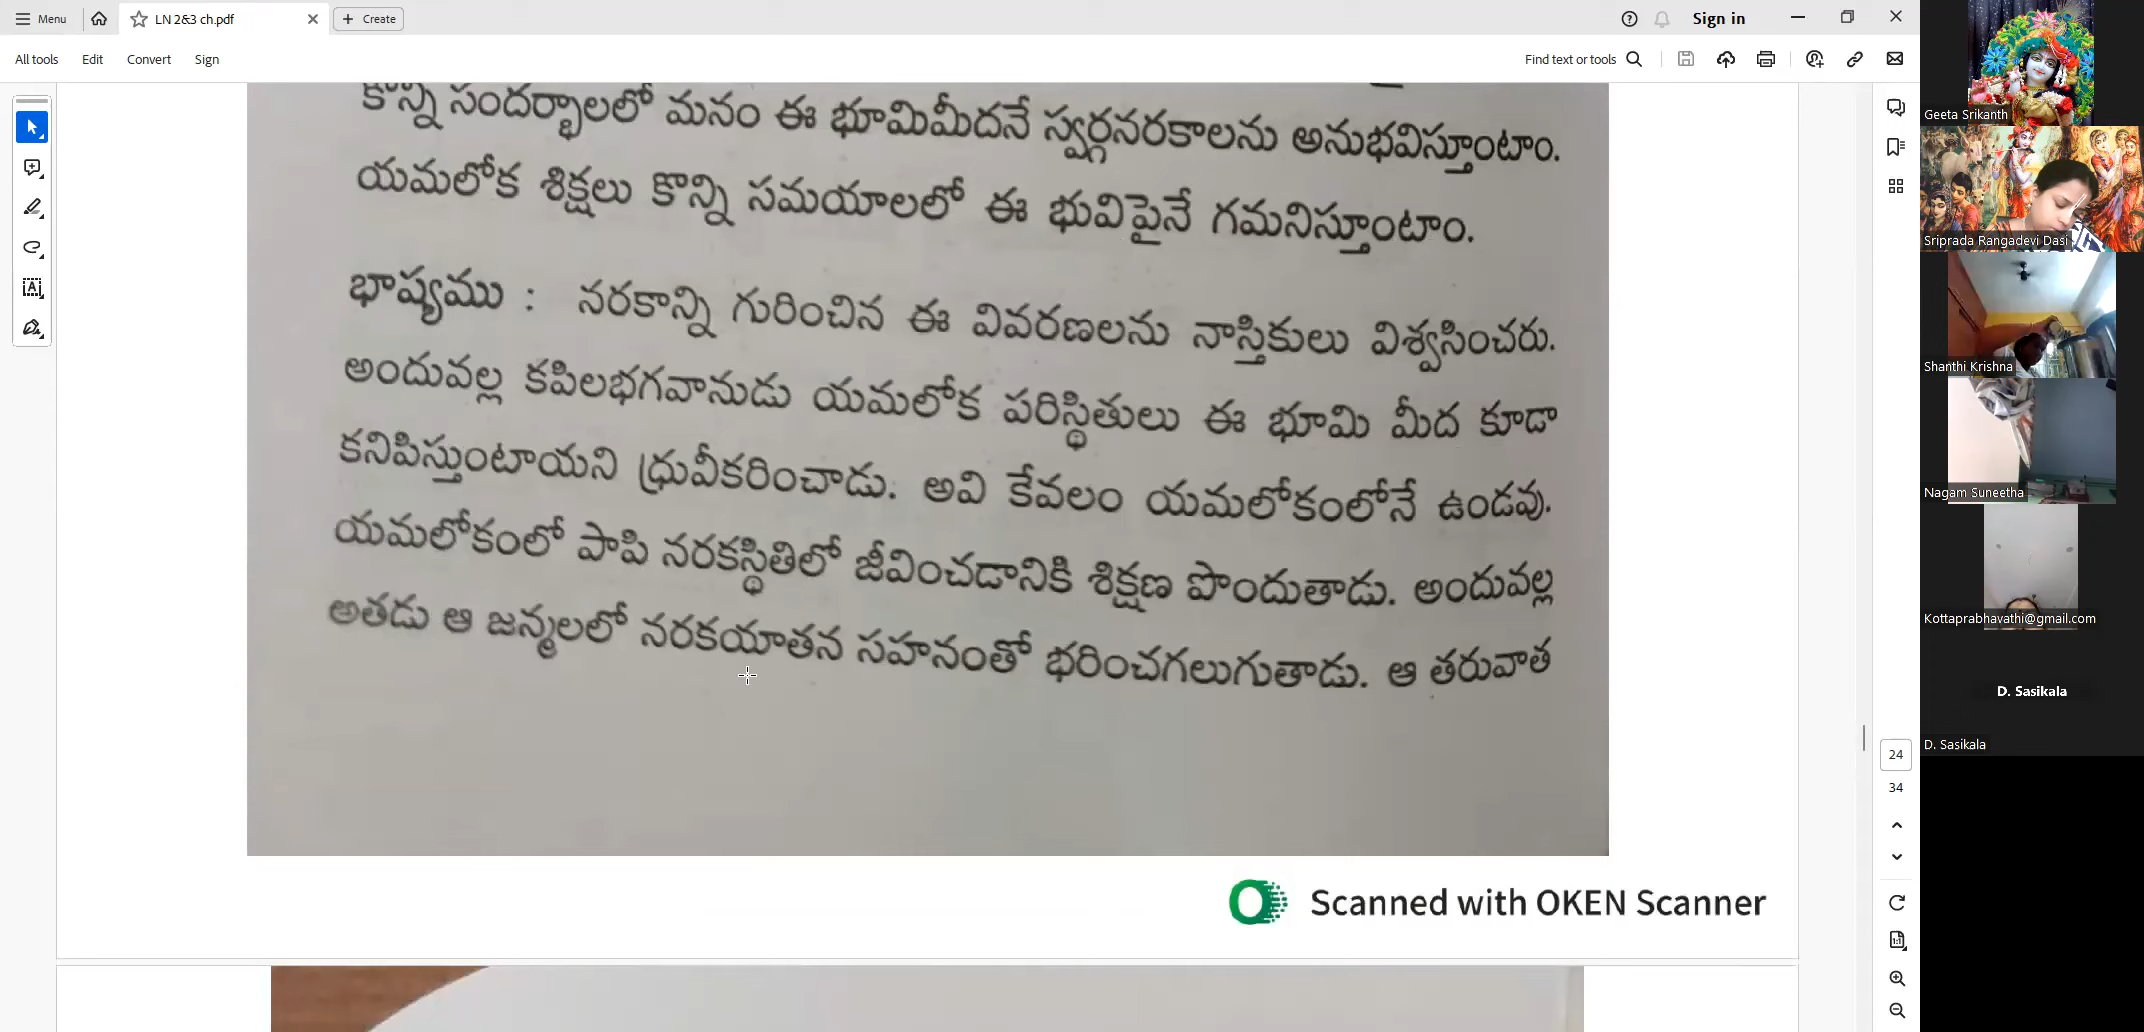 Menu
LN 2&3 ch.pdf
Create
Sign in
All tools
Edit
Convert
Sign
Find text or tools
కొన్ని సందర్భాలలో మనం ఈ భూమిమీదనే స్వర్గనరకాలను అనుభవిస్తూంటాం.
యమలోక శిక్షలు కొన్ని సమయాలలో ఈ భువిపైనే గమనిస్తూంటాం.
భాష్యము : నరకాన్ని గురించిన ఈ వివరణలను నాస్తికులు విశ్వసించరు.
అందువల్ల కపిలభగవానుడు యమలోక పరిస్థితులు ఈ భూమి మీద కూడా
కనిపిస్తుంటాయని ధ్రువీకరించాడు. అవి కేవలం యమలోకంలోనే ఉండవు.
యమలోకంలో పాపి నరకస్థితిలో జీవించడానికి శిక్షణ పొందుతాడు. అందువల్ల
అతడు ఆ జన్మలలో నరకయాతన సహనంతో భరించగలుగుతాడు. ఆ తరువాత
Scanned with OKEN Scanner
24
34
Geeta Srikanth
Sriprada Rangadevi Dasi
Shanthi Krishna
Nagam Suneetha
Kottaprabhavathi@gmail.com
D. Sasikala
D. Sasikala